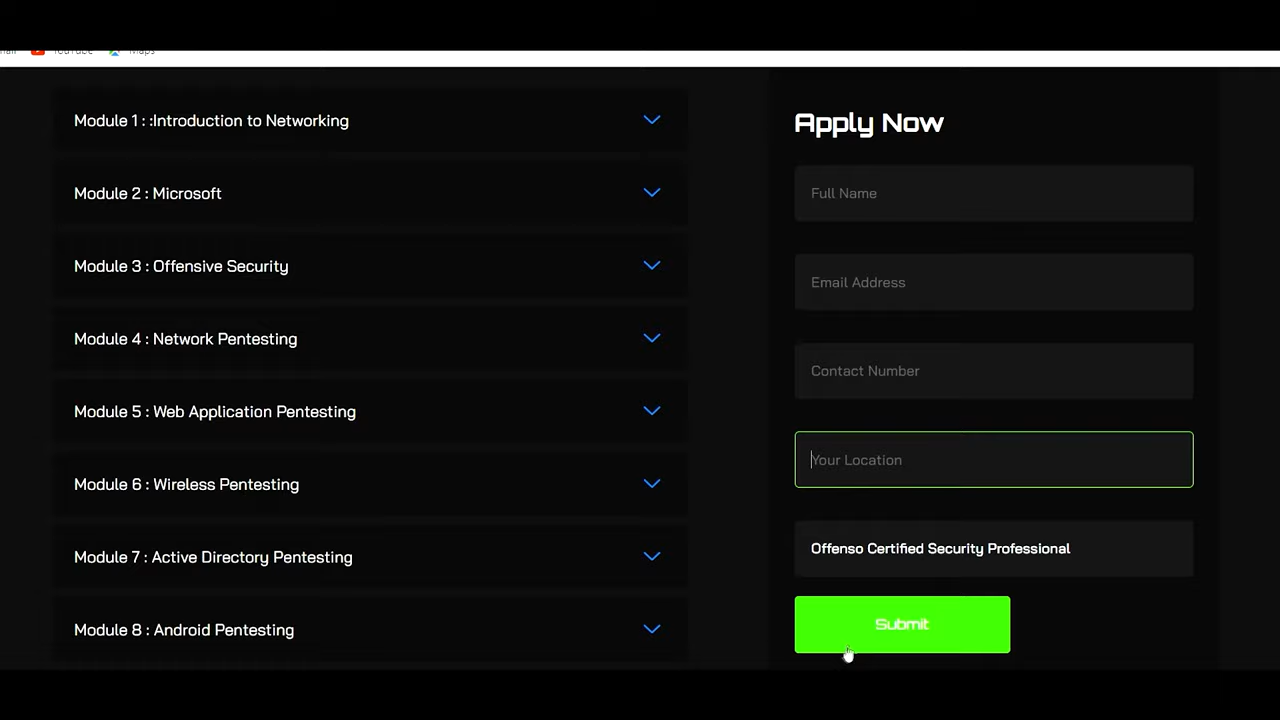 YouTube
Maps
Module 1 : :Introduction to Networking
Module 2 : Microsoft
Module 3 : Offensive Security
Module 4 : Network Pentesting
Module 5 : Web Application Pentesting
Module 6 : Wireless Pentesting
Module 7 : Active Directory Pentesting
Module 8 : Android Pentesting
Apply Now
Full Name
Email Address
Contact Number
Your Location
Offenso Certified Security Professional
Submit